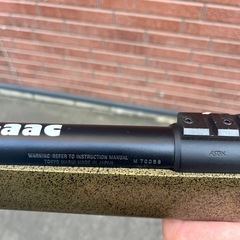 aac
WARNING: REFER TO INSTRUCTION MANUAL
TOKYO MARUI MADE IN JAPAN